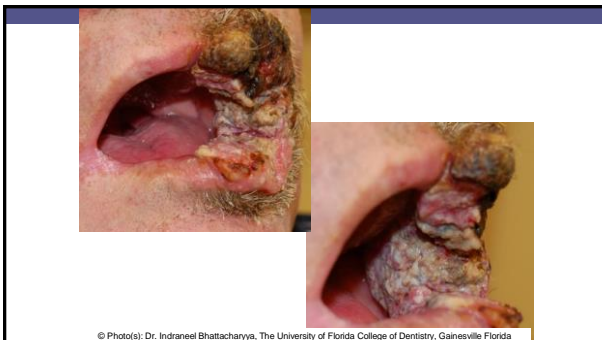 © Photo(s): Dr. Indraneel Bhattacharyya, The University of Florida College of Dentistry, Gainesville Florida